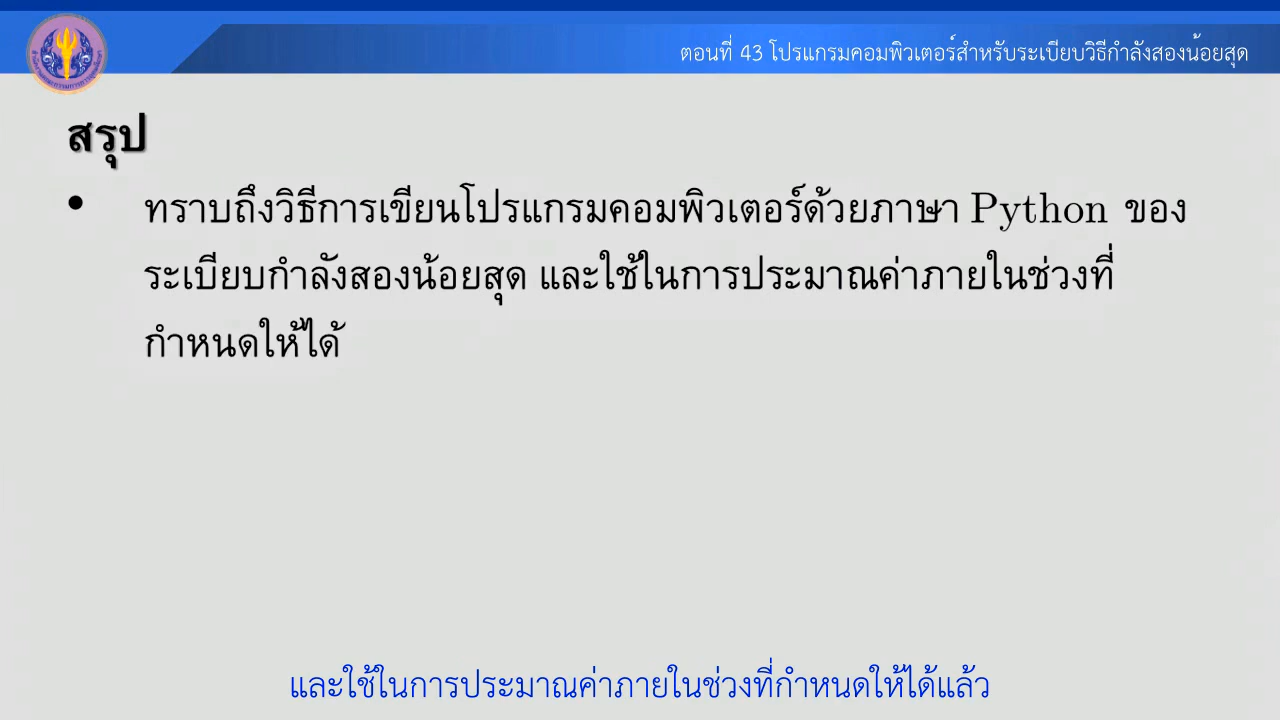 ตอนที่ 43 โปรแกรมคอมพิวเตอร์สำหรับระเบียบวิธีกำลังสองน้อยสุด
สรุป
• ทราบถึงวิธีการเขียนโปรแกรมคอมพิวเตอร์ด้วยภาษา Python ของ
ระเบียบกำลังสองน้อยสุด และใช้ในการประมาณค่าภายในช่วงที่
กำหนดให้ได้
และใช้ในการประมาณค่าภายในช่วงที่กำหนดให้ได้แล้ว